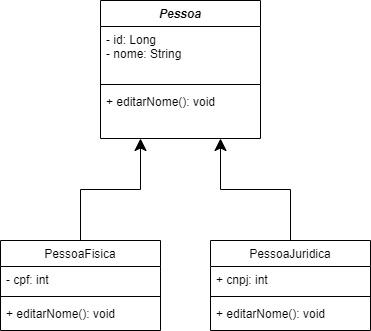 Pessoa
- id: Long
- nome: String
+ editarNome(): void
PessoaFisica
- cpf: int
+ editarNome(): void
PessoaJuridica
+ cnpj: int
+ editarNome(): void